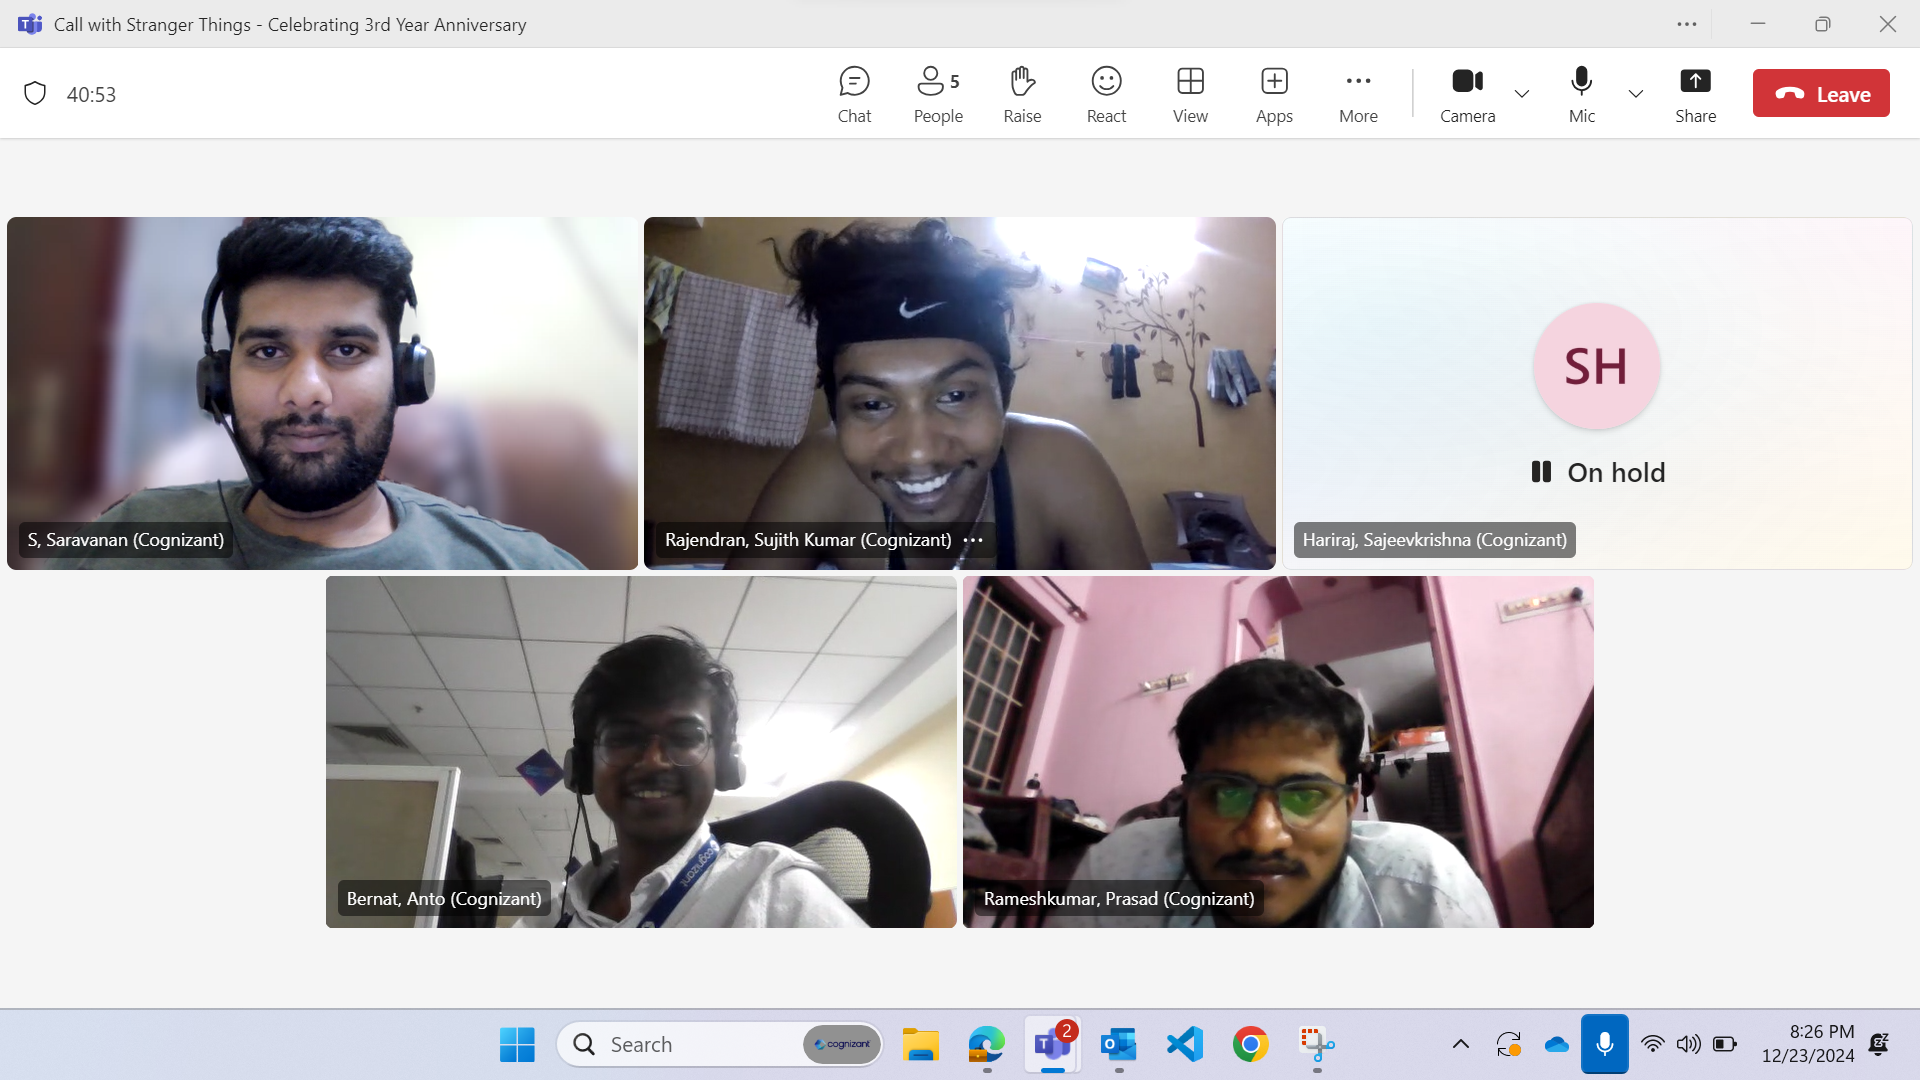 Call with Stranger Things - Celebrating 3rd Year Anniversary
40:53
Chat
People
5
Raise
React
View
Apps
More
Camera
Mic
Share
Leave
S, Saravanan (Cognizant)
Rajendran, Sujith Kumar (Cognizant)
SH
On hold
Hariraj, Sajeevkrishna (Cognizant)
cognizant
Bernat, Anto (Cognizant)
Rameshkumar, Prasad (Cognizant)
Search
cognizant
2
8:26 PM
12/23/2024